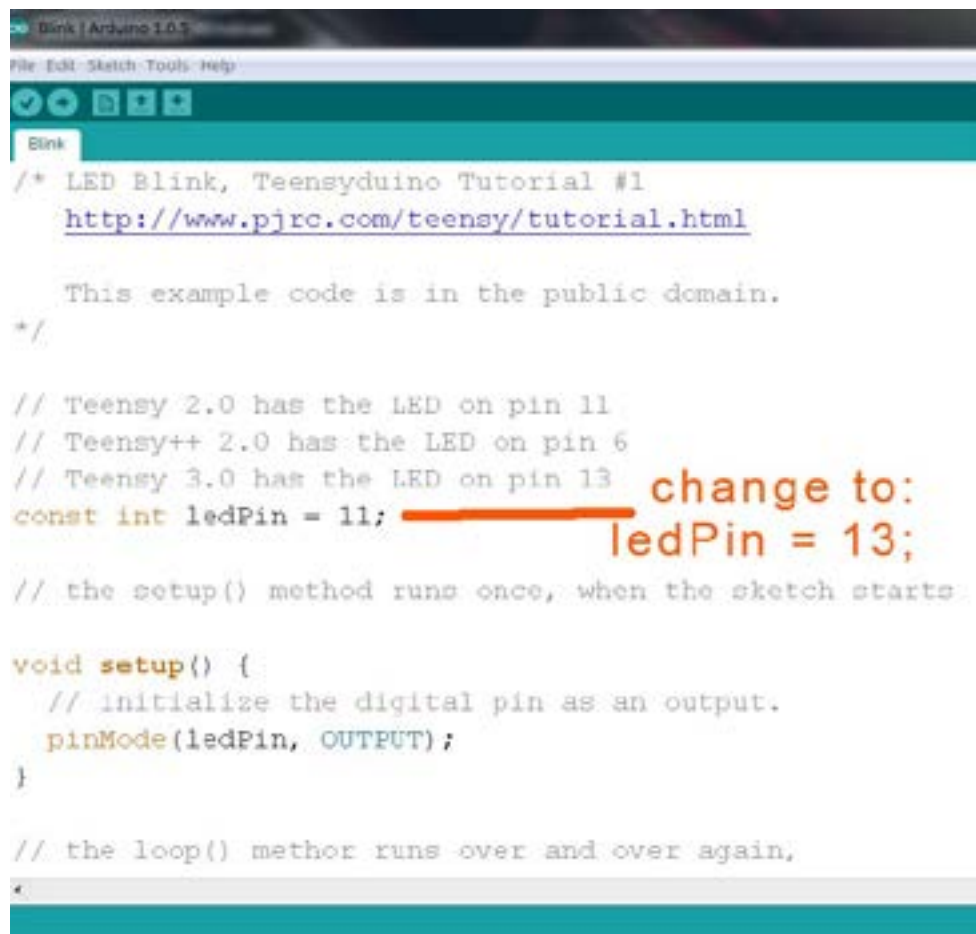 Blink | Arduino 1.0.5
File Edit Sketch Tools Help
Blink
/* LED Blink, Teensyduino Tutorial #1
http://www.pjrc.com/teensy/tutorial.html
This example code is in the public domain.
*/
// Teensy 2.0 has the LED on pin 11
// Teensy++ 2.0 has the LED on pin 6
// Teensy 3.0 has the LED on pin 13
const int ledPin = 11;
change to:
ledPin = 13;
// the setup() method runs once, when the sketch starts
void setup() {
// initialize the digital pin as an output.
pinMode(ledPin, OUTPUT);
}
// the loop() methor runs over and over again,